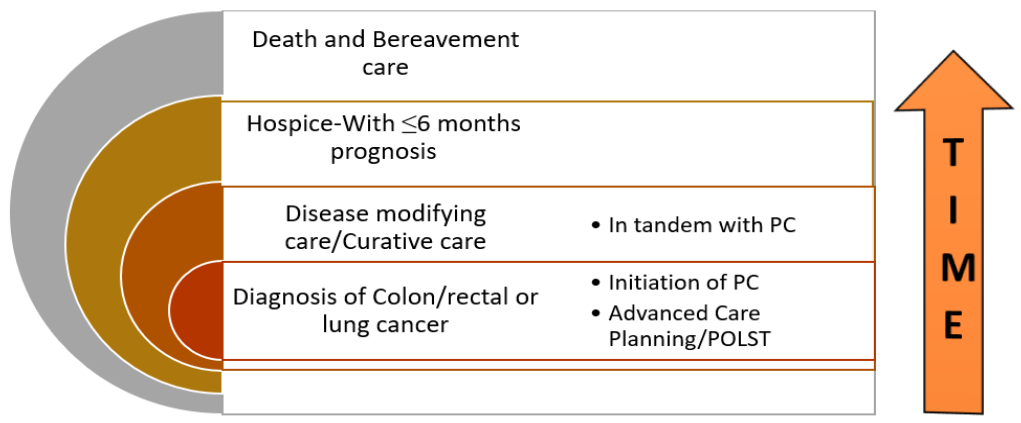 Death and Bereavement
care
Hospice-With ≤6 months
prognosis
Disease modifying
care/Curative care
• In tandem with PC
Diagnosis of Colon/rectal or
lung cancer
• Initiation of PC
• Advanced Care
Planning/POLST
T
I
M
E